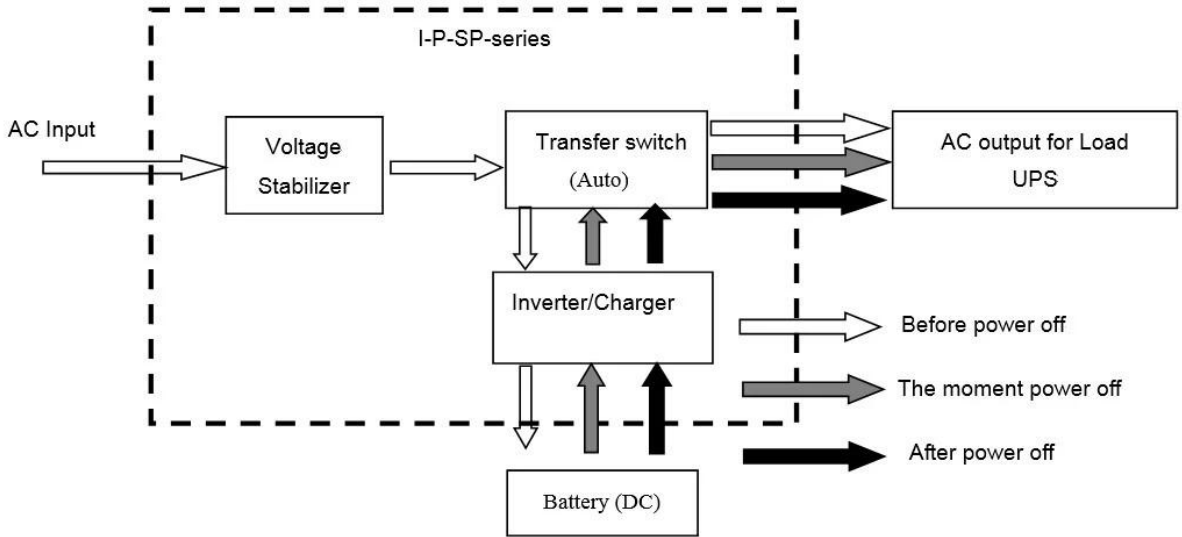 I-P-SP-series
AC Input
Voltage
Stabilizer
Transfer switch
(Auto)
AC output for Load
UPS
Inverter/Charger
Before power off
The moment power off
After power off
Battery (DC)